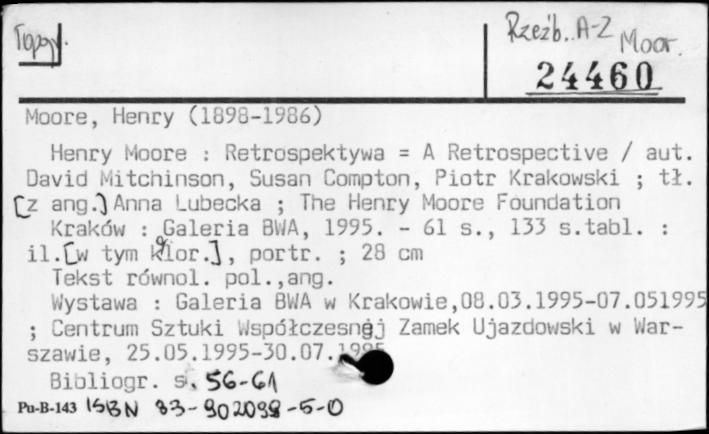 Topogr.
Rzeźb. A-Z
Moor.
24460
Moore, Henry (1898-1986)
Henry Moore : Retrospektywa = A Retrospective / aut.
David Mitchinson, Susan Compton, Piotr Krakowski ; tł.
[z ang.] Anna Lubecka ; The Henry Moore Foundation
Kraków : Galeria BWA, 1995. - 61 s., 133 s.tabl. :
il.[w tym kolor.], portr. ; 28 cm
Tekst równol. pol.,ang.
Wystawa : Galeria BWA w Krakowie,08.03.1995-07.051995
; Centrum Sztuki Współczesnej Zamek Ujazdowski w War-
szawie, 25.05.1995-30.07.1995
Bibliogr. s. 56-61
Pu-B-143 ISBN 83-902098-5-0